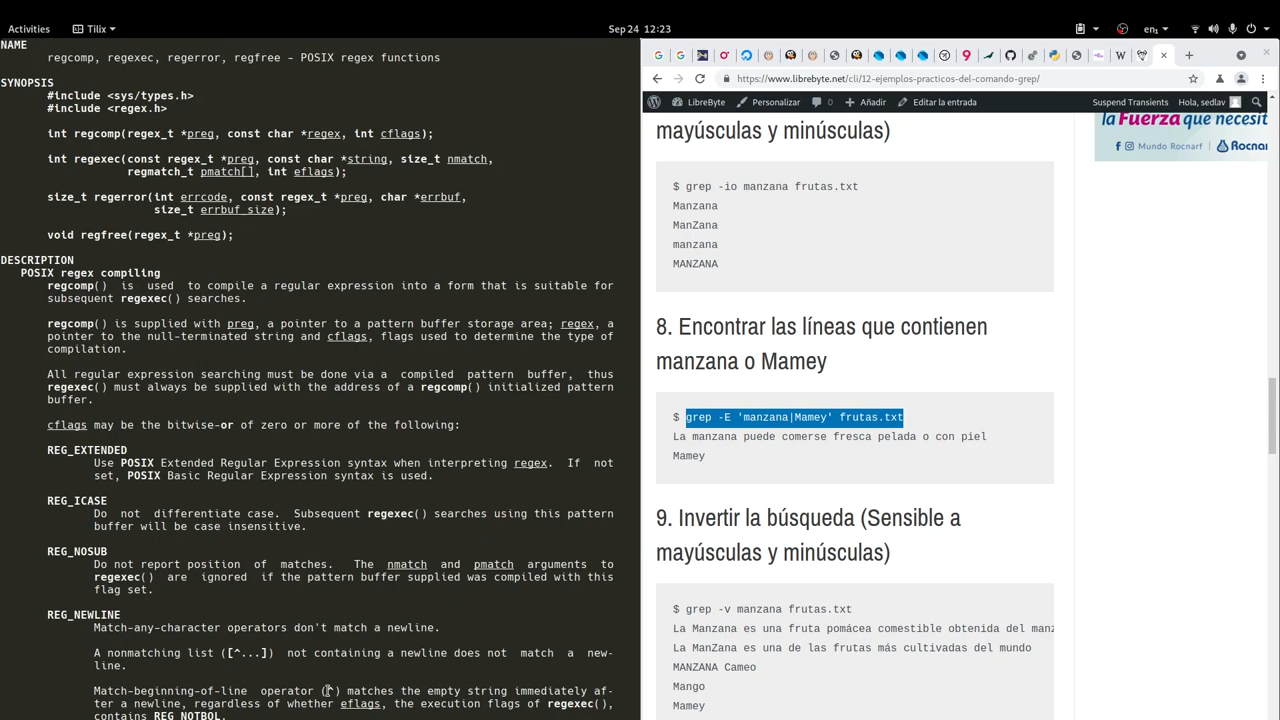 Activities
Tilix
Sep 24 12:23
en₁
NAME
regcomp, regexec, regerror, regfree - POSIX regex functions
SYNOPSIS
#include <sys/types.h>
#include <regex.h>
int regcomp(regex_t *preg, const char *regex, int cflags);
int regexec(const regex_t *preg, const char *string, size_t nmatch,
regmatch_t pmatch[], int eflags);
size_t regerror(int errcode, const regex_t *preg, char *errbuf,
size_t errbuf_size);
void regfree(regex_t *preg);
DESCRIPTION
POSIX regex compiling
regcomp() is used to compile a regular expression into a form that is suitable for
subsequent regexec() searches.
regcomp() is supplied with preg, a pointer to a pattern buffer storage area; regex, a
pointer to the null-terminated string and cflags, flags used to determine the type of
compilation.
All regular expression searching must be done via a compiled pattern buffer, thus
regexec() must always be supplied with the address of a regcomp() initialized pattern
buffer.
cflags may be the bitwise-or of zero or more of the following:
REG_EXTENDED
Use POSIX Extended Regular Expression syntax when interpreting regex. If not
set, POSIX Basic Regular Expression syntax is used.
REG_ICASE
Do not differentiate case. Subsequent regexec() searches using this pattern
buffer will be case insensitive.
REG_NOSUB
Do not report position of matches. The nmatch and pmatch arguments to
regexec() are ignored if the pattern buffer supplied was compiled with this
flag set.
REG_NEWLINE
Match-any-character operators don't match a newline.
A nonmatching list ([^...]) not containing a newline does not match a new-
line.
Match-beginning-of-line operator (^) matches the empty string immediately af-
ter a newline, regardless of whether eflags, the execution flags of regexec(),
contains REG_NOTBOL.
https://www.librebyte.net/cli/12-ejemplos-practicos-del-comando-grep/
LibreByte
Personalizar
0
Añadir
Editar la entrada
Suspend Transients
Hola, sedlav
la Fuerza que necesit
Mundo Rocnarf
Rocnar
mayúsculas y minúsculas)
$ grep -io manzana frutas.txt
Manzana
ManZana
manzana
MANZANA
8. Encontrar las líneas que contienen
manzana o Mamey
$ grep -E 'manzana|Mamey' frutas.txt
La manzana puede comerse fresca pelada o con piel
Mamey
9. Invertir la búsqueda (Sensible a
mayúsculas y minúsculas)
$ grep -v manzana frutas.txt
La Manzana es una fruta pomácea comestible obtenida del manz
La ManZana es una de las frutas más cultivadas del mundo
MANZANA Cameo
Mango
Mamey